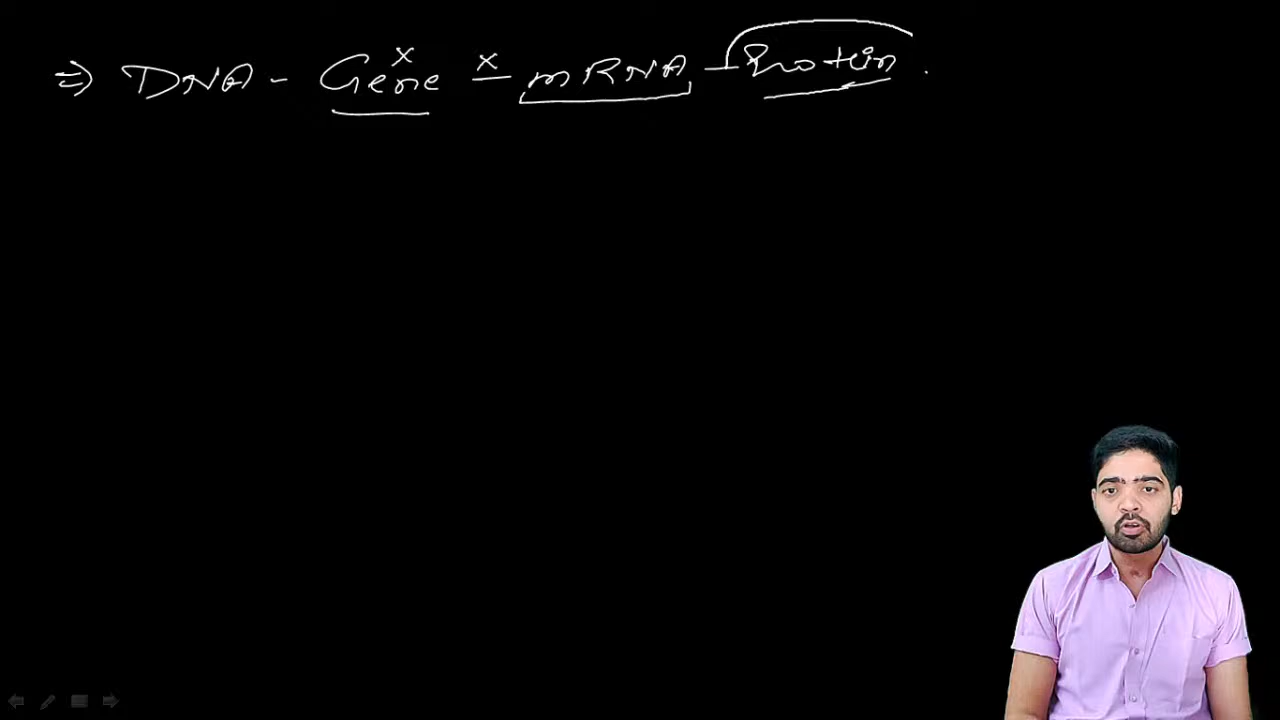 ⇒ DNA - Gene - mRNA - Protein.